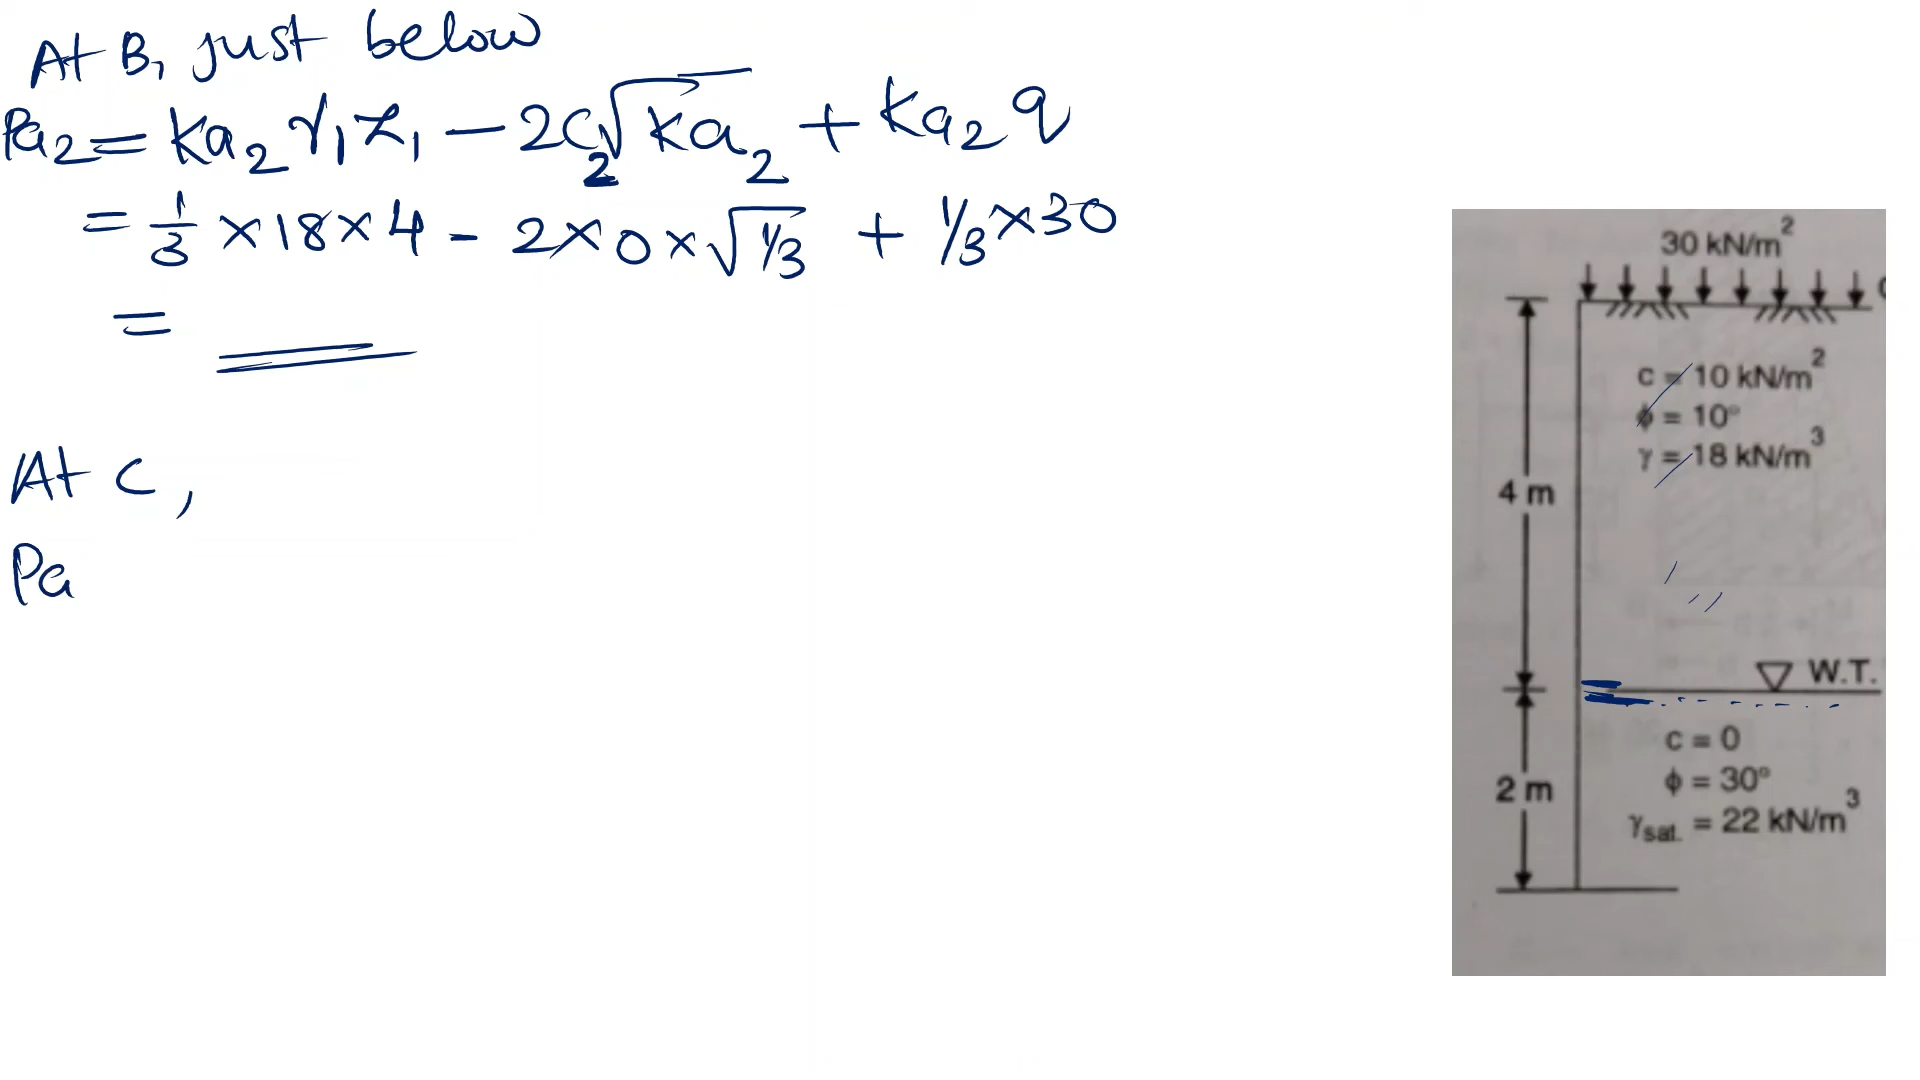 At B, just below
Pa2 = Ka2 γ1 z1 − 2C2 √Ka2 + Ka2 q
= 1/3 × 18 × 4 - 2 × 0 × √1/3 + 1/3 × 30
=
At C,
Pa
30 kN/m²
c = 10 kN/m²
ϕ = 10°
γ = 18 kN/m³
4 m
W.T.
c = 0
ϕ = 30°
2 m
γsat. = 22 kN/m³